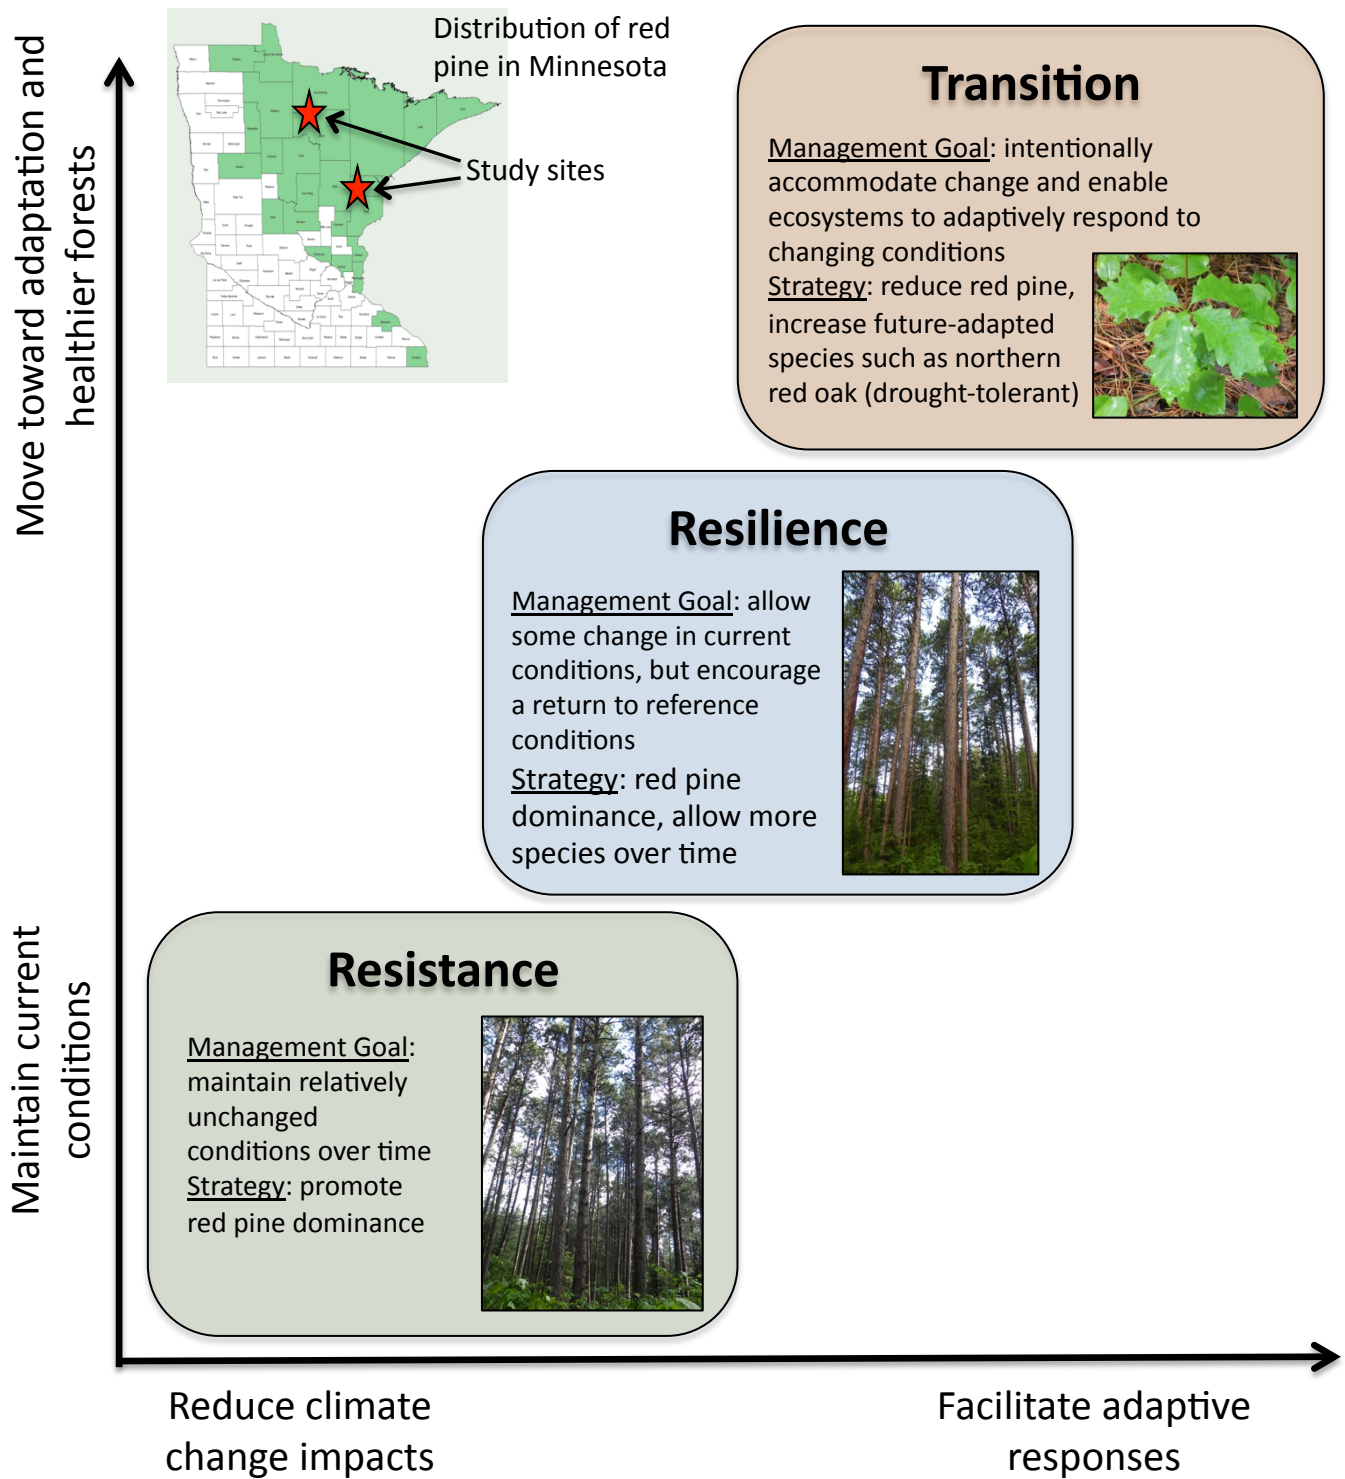 Distribution of red
pine in Minnesota
Study sites
Move toward adaptation and
healthier forests
Maintain current
conditions
Transition
Management Goal: intentionally
accommodate change and enable
ecosystems to adaptively respond to
changing conditions
Strategy: reduce red pine,
increase future-adapted
species such as northern
red oak (drought-tolerant)
Resilience
Management Goal: allow
some change in current
conditions, but encourage
a return to reference
conditions
Strategy: red pine
dominance, allow more
species over time
Resistance
Management Goal:
maintain relatively
unchanged
conditions over time
Strategy: promote
red pine dominance
Reduce climate
change impacts
Facilitate adaptive
responses